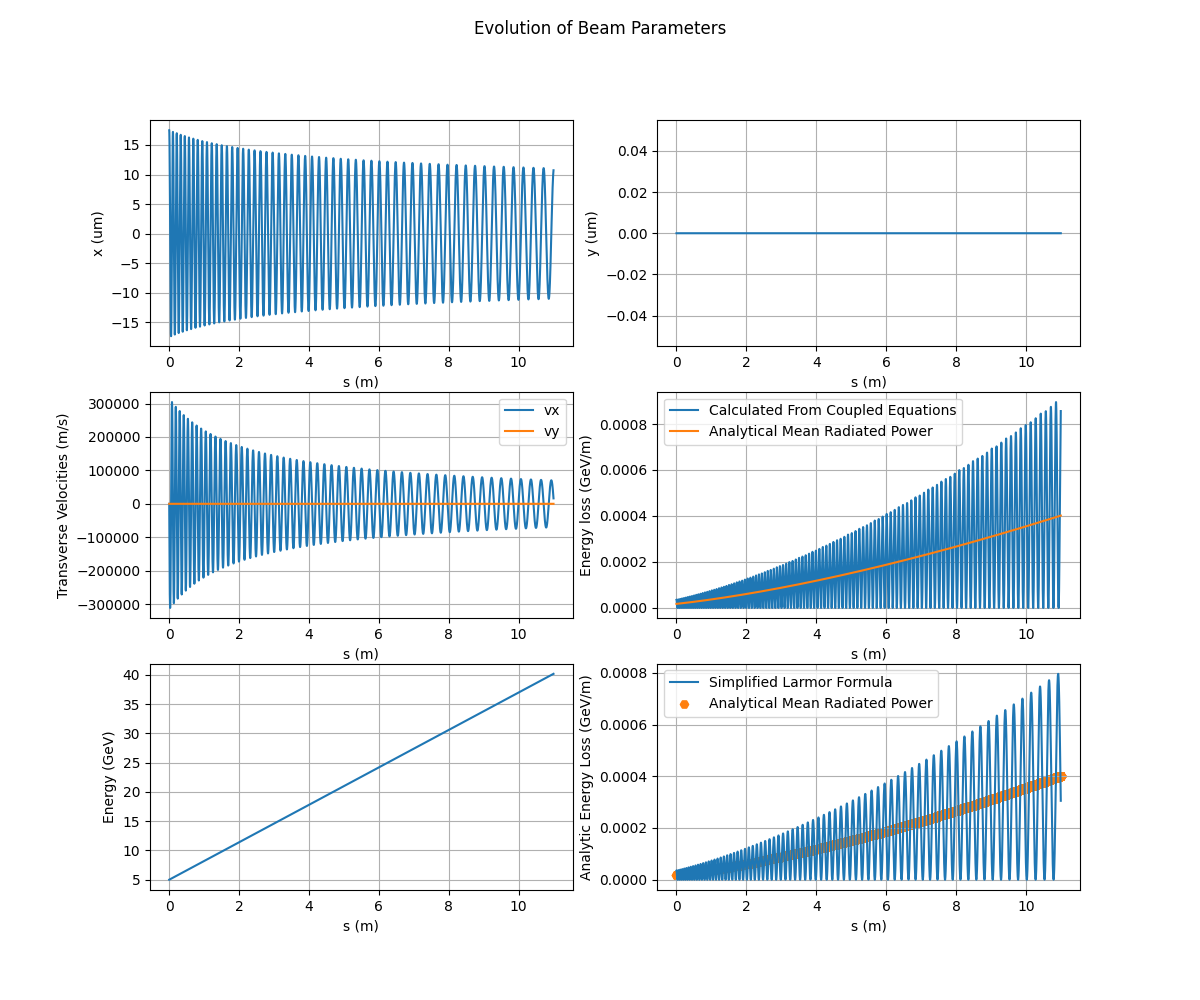 Evolution of Beam Parameters
15
10
5
0
−5
−10
−15
x (um)
0 2 4 6 8 10
s (m)
0.04
0.02
0.00
−0.02
−0.04
y (um)
0 2 4 6 8 10
s (m)
300000
200000
100000
0
−100000
−200000
−300000
Transverse Velocities (m/s)
vx
vy
0 2 4 6 8 10
s (m)
0.0008
0.0006
0.0004
0.0002
0.0000
Energy loss (GeV/m)
Calculated From Coupled Equations
Analytical Mean Radiated Power
0 2 4 6 8 10
s (m)
40
35
30
25
20
15
10
5
Energy (GeV)
0 2 4 6 8 10
s (m)
0.0008
0.0006
0.0004
0.0002
0.0000
Analytic Energy Loss (GeV/m)
Simplified Larmor Formula
Analytical Mean Radiated Power
0 2 4 6 8 10
s (m)